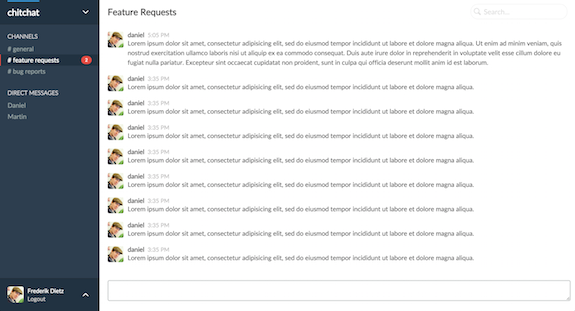 chitchat
CHANNELS
# general
# feature requests 3
# bug reports
DIRECT MESSAGES
Daniel
Martin
Frederik Dietz
Logout
Feature Requests
Search...
daniel 5:05 PM
Lorem ipsum dolor sit amet, consectetur adipisicing elit, sed do eiusmod tempor incididunt ut labore et dolore magna aliqua. Ut enim ad minim veniam, quis
nostrud exercitation ullamco laboris nisi ut aliquip ex ea commodo consequat. Duis aute irure dolor in reprehenderit in voluptate velit esse cillum dolore eu
fugiat nulla pariatur. Excepteur sint occaecat cupidatat non proident, sunt in culpa qui officia deserunt mollit anim id est laborum.
daniel 3:35 PM
Lorem ipsum dolor sit amet, consectetur adipisicing elit, sed do eiusmod tempor incididunt ut labore et dolore magna aliqua.
daniel 3:35 PM
Lorem ipsum dolor sit amet, consectetur adipisicing elit, sed do eiusmod tempor incididunt ut labore et dolore magna aliqua.
daniel 3:35 PM
Lorem ipsum dolor sit amet, consectetur adipisicing elit, sed do eiusmod tempor incididunt ut labore et dolore magna aliqua.
daniel 3:35 PM
Lorem ipsum dolor sit amet, consectetur adipisicing elit, sed do eiusmod tempor incididunt ut labore et dolore magna aliqua.
daniel 3:35 PM
Lorem ipsum dolor sit amet, consectetur adipisicing elit, sed do eiusmod tempor incididunt ut labore et dolore magna aliqua.
daniel 3:35 PM
Lorem ipsum dolor sit amet, consectetur adipisicing elit, sed do eiusmod tempor incididunt ut labore et dolore magna aliqua.
daniel 3:35 PM
Lorem ipsum dolor sit amet, consectetur adipisicing elit, sed do eiusmod tempor incididunt ut labore et dolore magna aliqua.
daniel 3:35 PM
Lorem ipsum dolor sit amet, consectetur adipisicing elit, sed do eiusmod tempor incididunt ut labore et dolore magna aliqua.